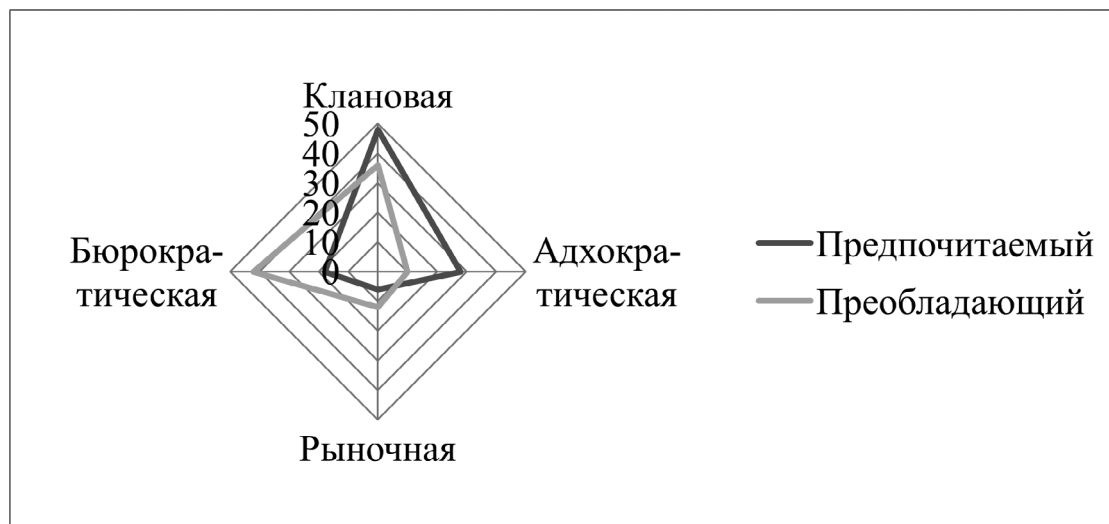 Клановая
50
40
30
20
10
0
Бюрокра-
тическая
Адхокра-
тическая
Рыночная
Предпочитаемый
Преобладающий